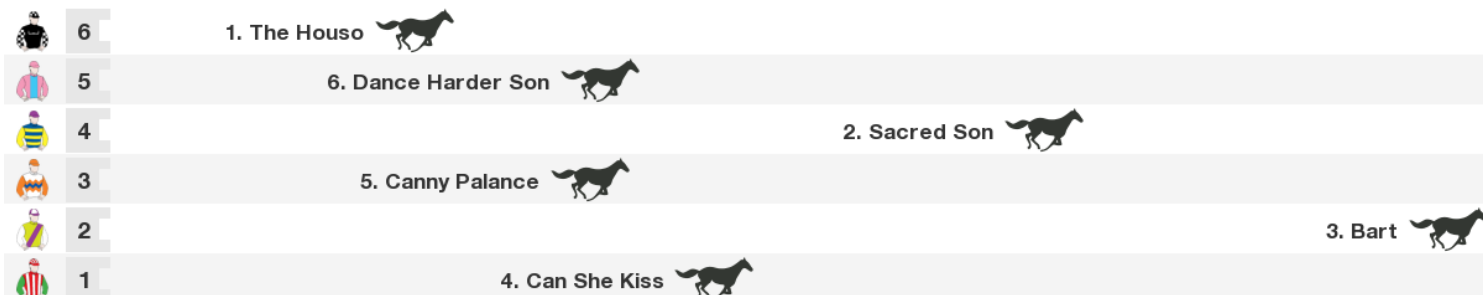 6 1. The Houso
5 6. Dance Harder Son
4 2. Sacred Son
3 5. Canny Palance
2 3. Bart
1 4. Can She Kiss